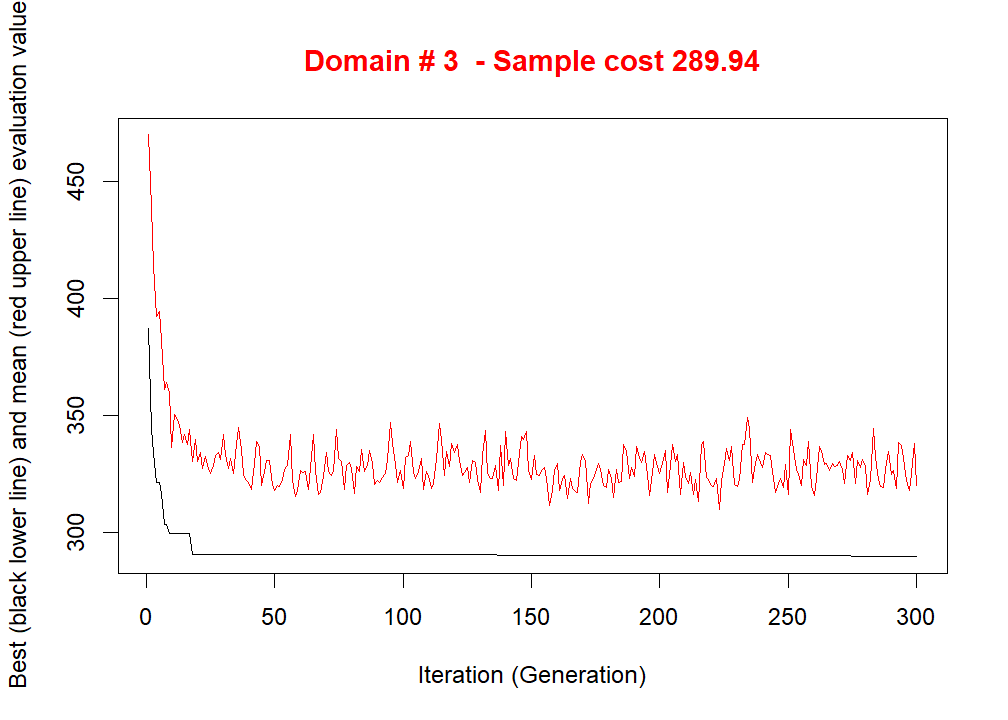 Domain # 3  - Sample cost 289.94
Best (black lower line) and mean (red upper line) evaluation value
450
400
350
300
0 50 100 150 200 250 300
Iteration (Generation)